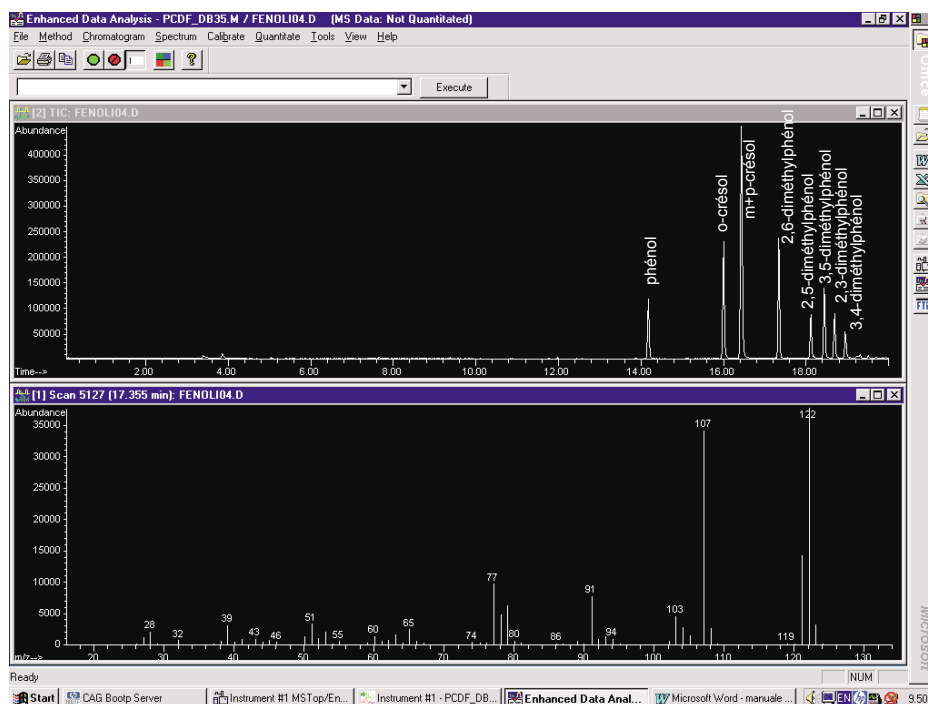 Enhanced Data Analysis - PCDF_DB35.M / FENOLI04.D (MS Data: Not Quantitated)
File Method Chromatogram Spectrum Calibrate Quantitate Tools View Help
Execute
Office
[2] TIC: FENOLI04.D
Abundance
400000
350000
300000
250000
200000
150000
100000
50000
phénol
o-crésol
m+p-crésol
2,6-diméthylphénol
2,5-diméthylphénol
3,5-diméthylphénol
2,3-diméthylphénol
3,4-diméthylphénol
Time--> 2.00 4.00 6.00 8.00 10.00 12.00 14.00 16.00 18.00
[1] Scan 5127 (17.355 min): FENOLI04.D
Abundance
35000
30000
25000
20000
15000
10000
5000
0
28 32 39 43 46 51 55 60 65 74 77 80 86 91 94 103 107 119 122
m/z--> 20 30 40 50 60 70 80 90 100 110 120 130
Microsoft
Ready NUM
Start CAG Bootp Server Instrument #1 MSTop/En... Instrument #1 - PCDF_DB... Enhanced Data Anal... Microsoft Word - manuale ... EN 9.50